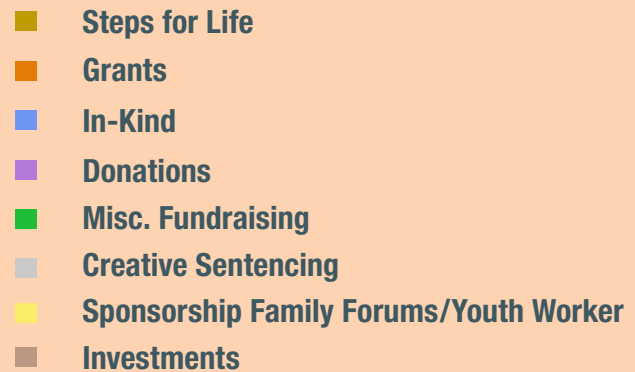 Steps for Life
Grants
In-Kind
Donations
Misc. Fundraising
Creative Sentencing
Sponsorship Family Forums/Youth Worker
Investments